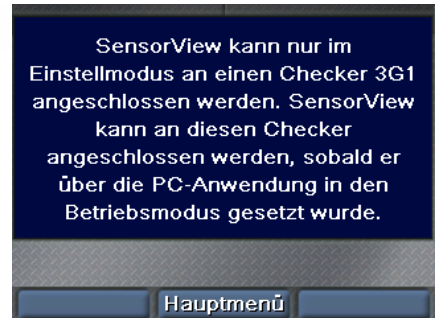 SensorView kann nur im
Einstellmodus an einen Checker 3G1
angeschlossen werden. SensorView
kann an diesen Checker
angeschlossen werden, sobald er
über die PC-Anwendung in den
Betriebsmodus gesetzt wurde.
Hauptmenü